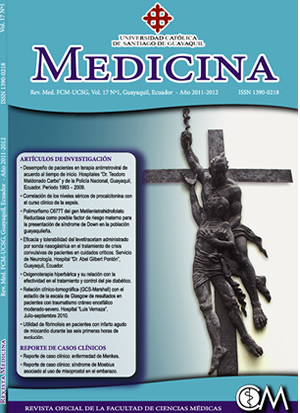 UNIVERSIDAD CATÓLICA
DE SANTIAGO DE GUAYAQUIL
MEDICINA
Rev. Med. FCM-UCSG, Vol. 17 Nº1, Guayaquil, Ecuador - Año 2011-2012 ISSN 1390-0218
ARTÍCULOS DE INVESTIGACIÓN
• Desempeño de pacientes en terapia antirretroviral de
acuerdo al tiempo de inicio. Hospitales "Dr. Teodoro
Maldonado Carbo" y de la Policía Nacional, Guayaquil,
Ecuador. Período 1993 – 2009.
• Correlación de los niveles séricos de procalcitonina con
el curso clínico de la sepsis.
• Polimorfismo C677T del gen Metilentetrahidrofolato
Reductasa como posible factor de riesgo materno para
la presentación de síndrome de Down en la población
guayaquileña.
• Eficacia y tolerabilidad del levetiracetam administrado
por sonda nasogástrica en el tratamiento de crisis
convulsivas de pacientes en cuidados críticos. Servicio
de Neurología, Hospital "Dr. Abel Gilbert Pontón",
Guayaquil, Ecuador.
• Oxigenoterapia hiperbárica y su relación con la
efectividad en el tratamiento y control del pie diabético.
• Relación clínico-tomográfica (GCS-Marshall) con el
estadío de la escala de Glasgow de resultados en
pacientes con traumatismo cráneo encefálico
moderado-severo. Hospital "Luis Vernaza".
Julio-septiembre 2010.
• Utilidad de fibrinólisis en pacientes con infarto agudo
de miocardio durante las seis primeras horas de
evolución.
REPORTE DE CASOS CLÍNICOS
• Reporte de caso clínico: enfermedad de Menkes.
• Reporte de caso clínico: síndrome de Moebius
asociado al uso de misoprostol en el embarazo.
REVISTA OFICIAL DE LA FACULTAD DE CIENCIAS MÉDICAS
M
REVISTA MEDICINA
Rev. Med. FCM-UCSG, Guayaquil, Ecuador - Año 2011-2012
ISSN 1390-0218
Vol. 17 Nº1